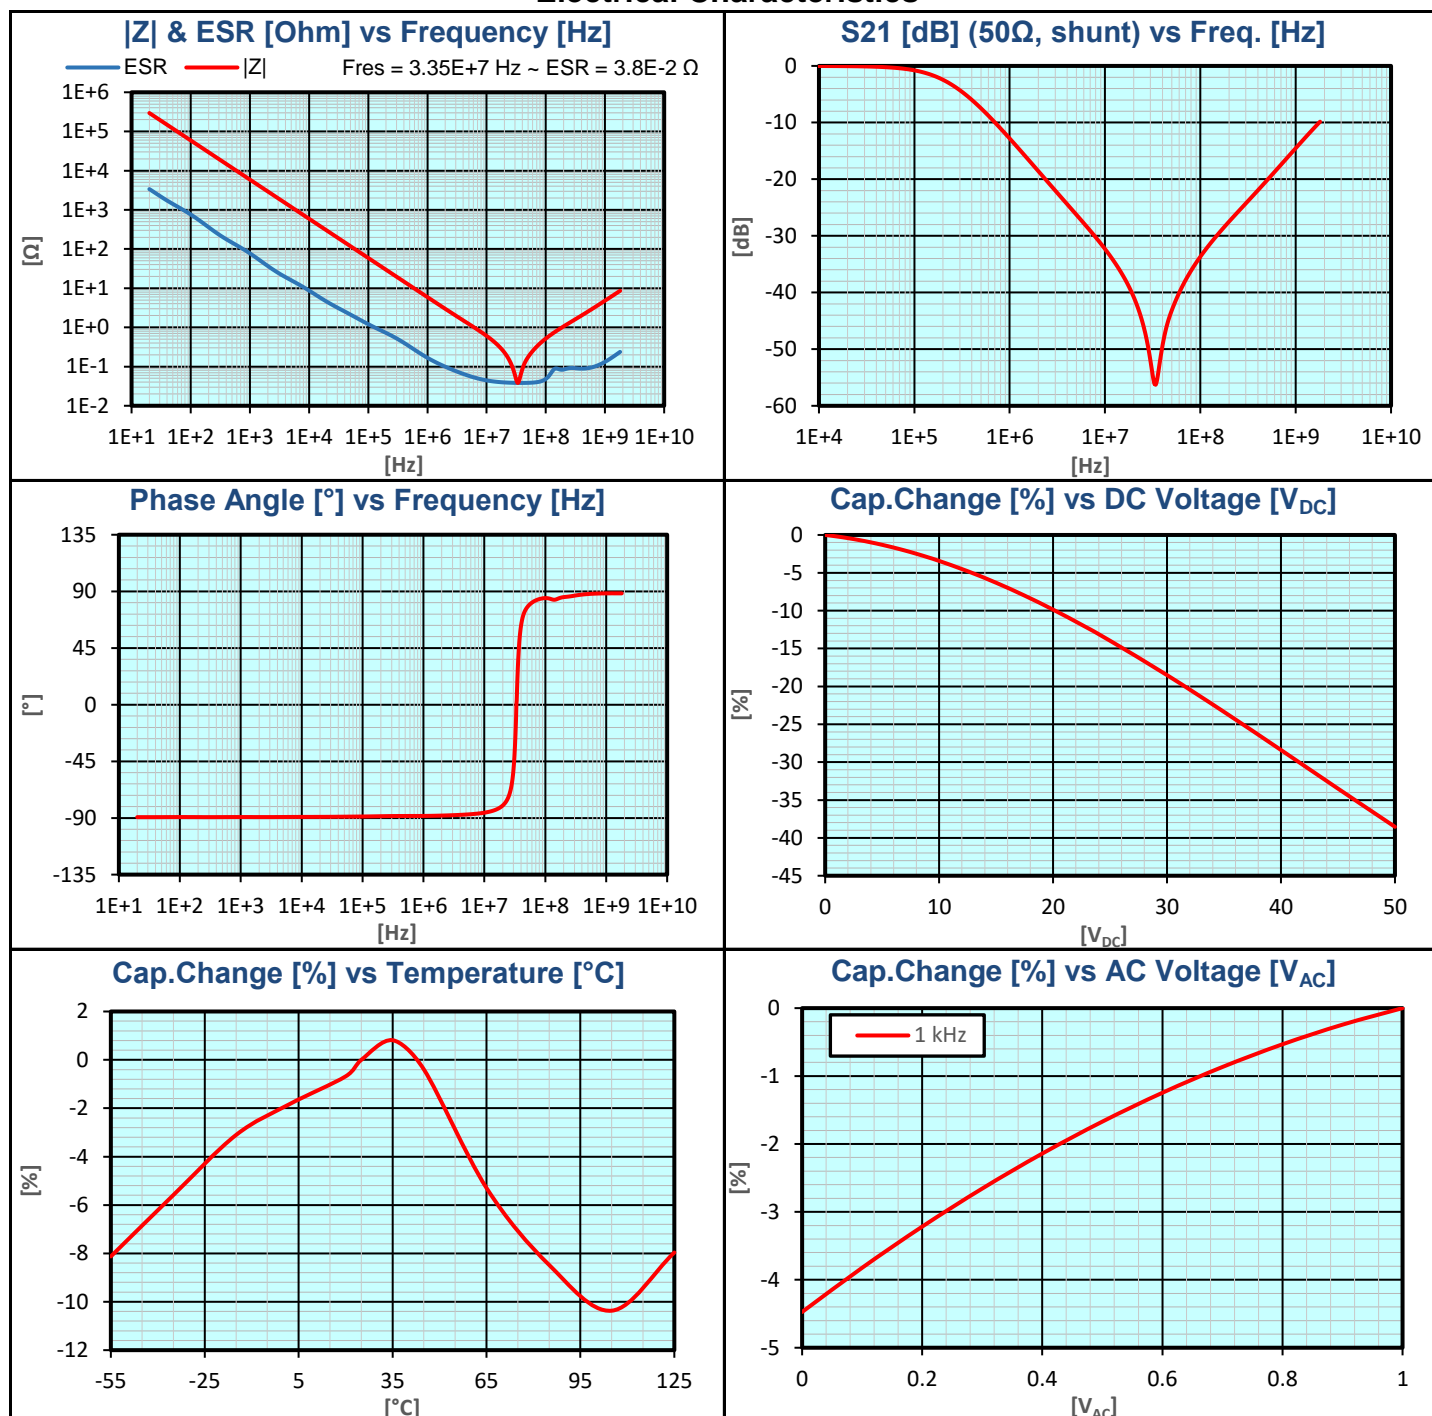 |Z| & ESR [Ohm] vs Frequency [Hz]
ESR |Z| Fres = 3.35E+7 Hz ~ ESR = 3.8E-2 Ω
1E+6
1E+5
1E+4
1E+3
1E+2
1E+1
1E+0
1E-1
1E-2
[Ω]
1E+1 1E+2 1E+3 1E+4 1E+5 1E+6 1E+7 1E+8 1E+9 1E+10
[Hz]
S21 [dB] (50Ω, shunt) vs Freq. [Hz]
0
-10
-20
-30
-40
-50
-60
[dB]
1E+4 1E+5 1E+6 1E+7 1E+8 1E+9 1E+10
[Hz]
Phase Angle [°] vs Frequency [Hz]
135
90
45
0
-45
-90
-135
[°]
1E+1 1E+2 1E+3 1E+4 1E+5 1E+6 1E+7 1E+8 1E+9 1E+10
[Hz]
Cap.Change [%] vs DC Voltage [VDC]
0
-5
-10
-15
-20
-25
-30
-35
-40
-45
[%]
0 10 20 30 40 50
[VDC]
Cap.Change [%] vs Temperature [°C]
2
0
-2
-4
-6
-8
-10
-12
[%]
-55 -25 5 35 65 95 125
[°C]
Cap.Change [%] vs AC Voltage [VAC]
1 kHz
0
-1
-2
-3
-4
-5
[%]
0 0.2 0.4 0.6 0.8 1
[VAC]